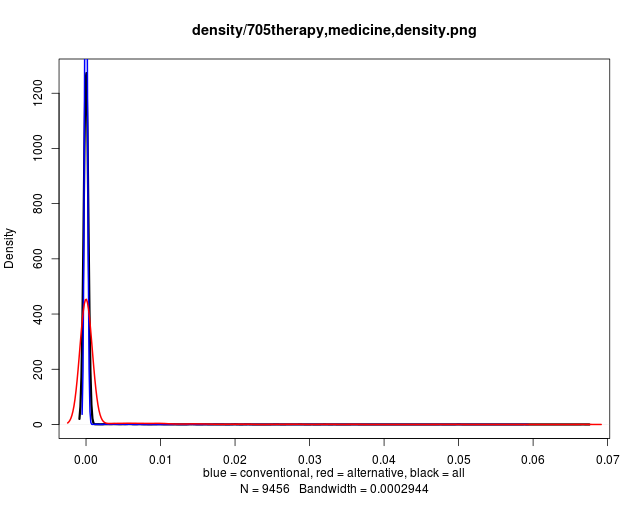 density/705therapy,medicine,density.png
Density
1200
1000
800
600
400
200
0
0.00 0.01 0.02 0.03 0.04 0.05 0.06 0.07
blue = conventional, red = alternative, black = all
N = 9456 Bandwidth = 0.0002944